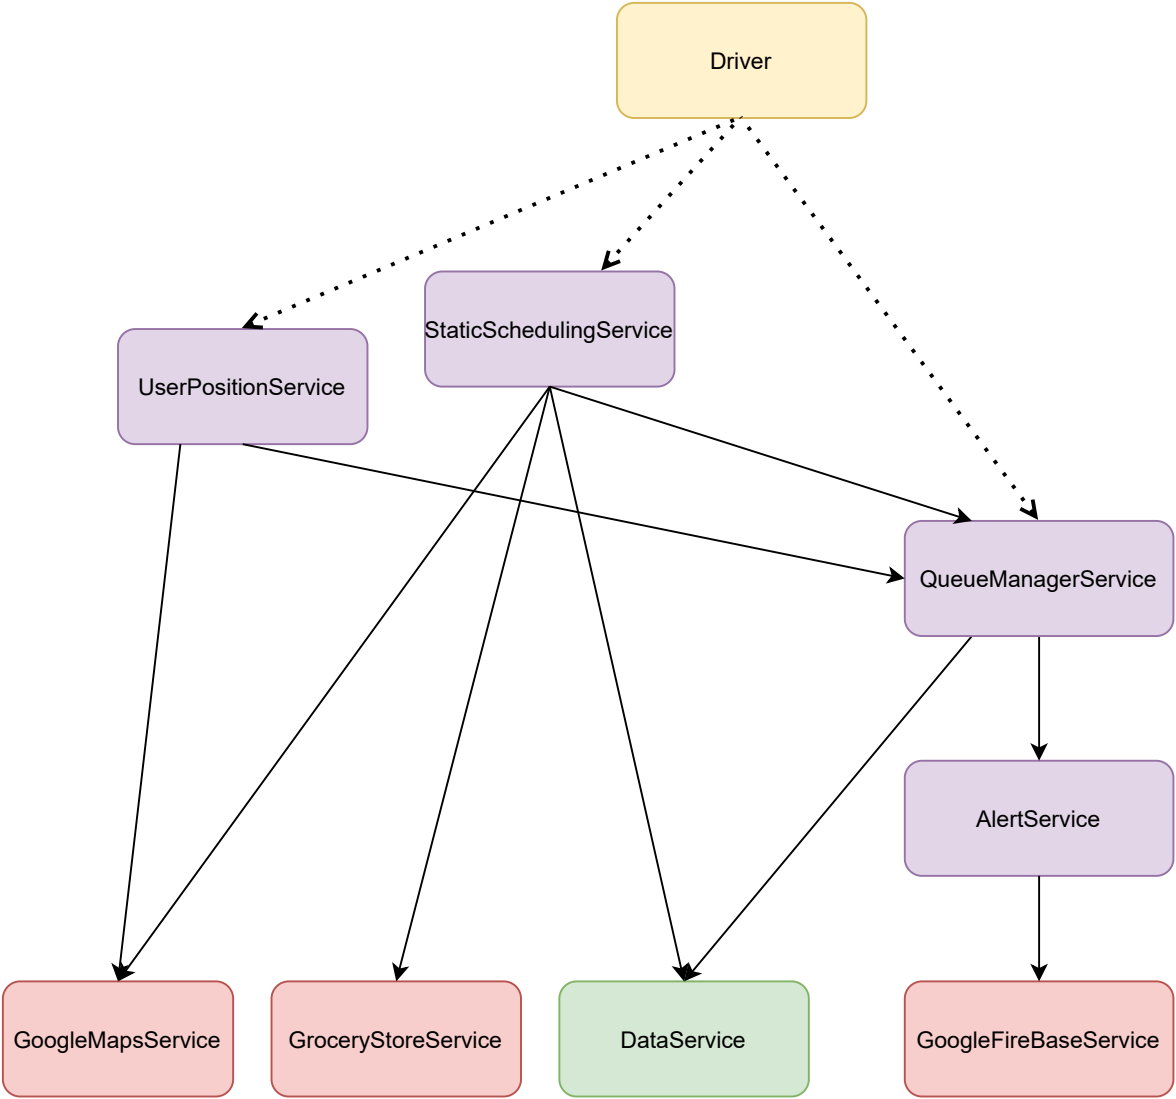 Driver
StaticSchedulingService
UserPositionService
QueueManagerService
AlertService
GoogleMapsService
GroceryStoreService
DataService
GoogleFireBaseService